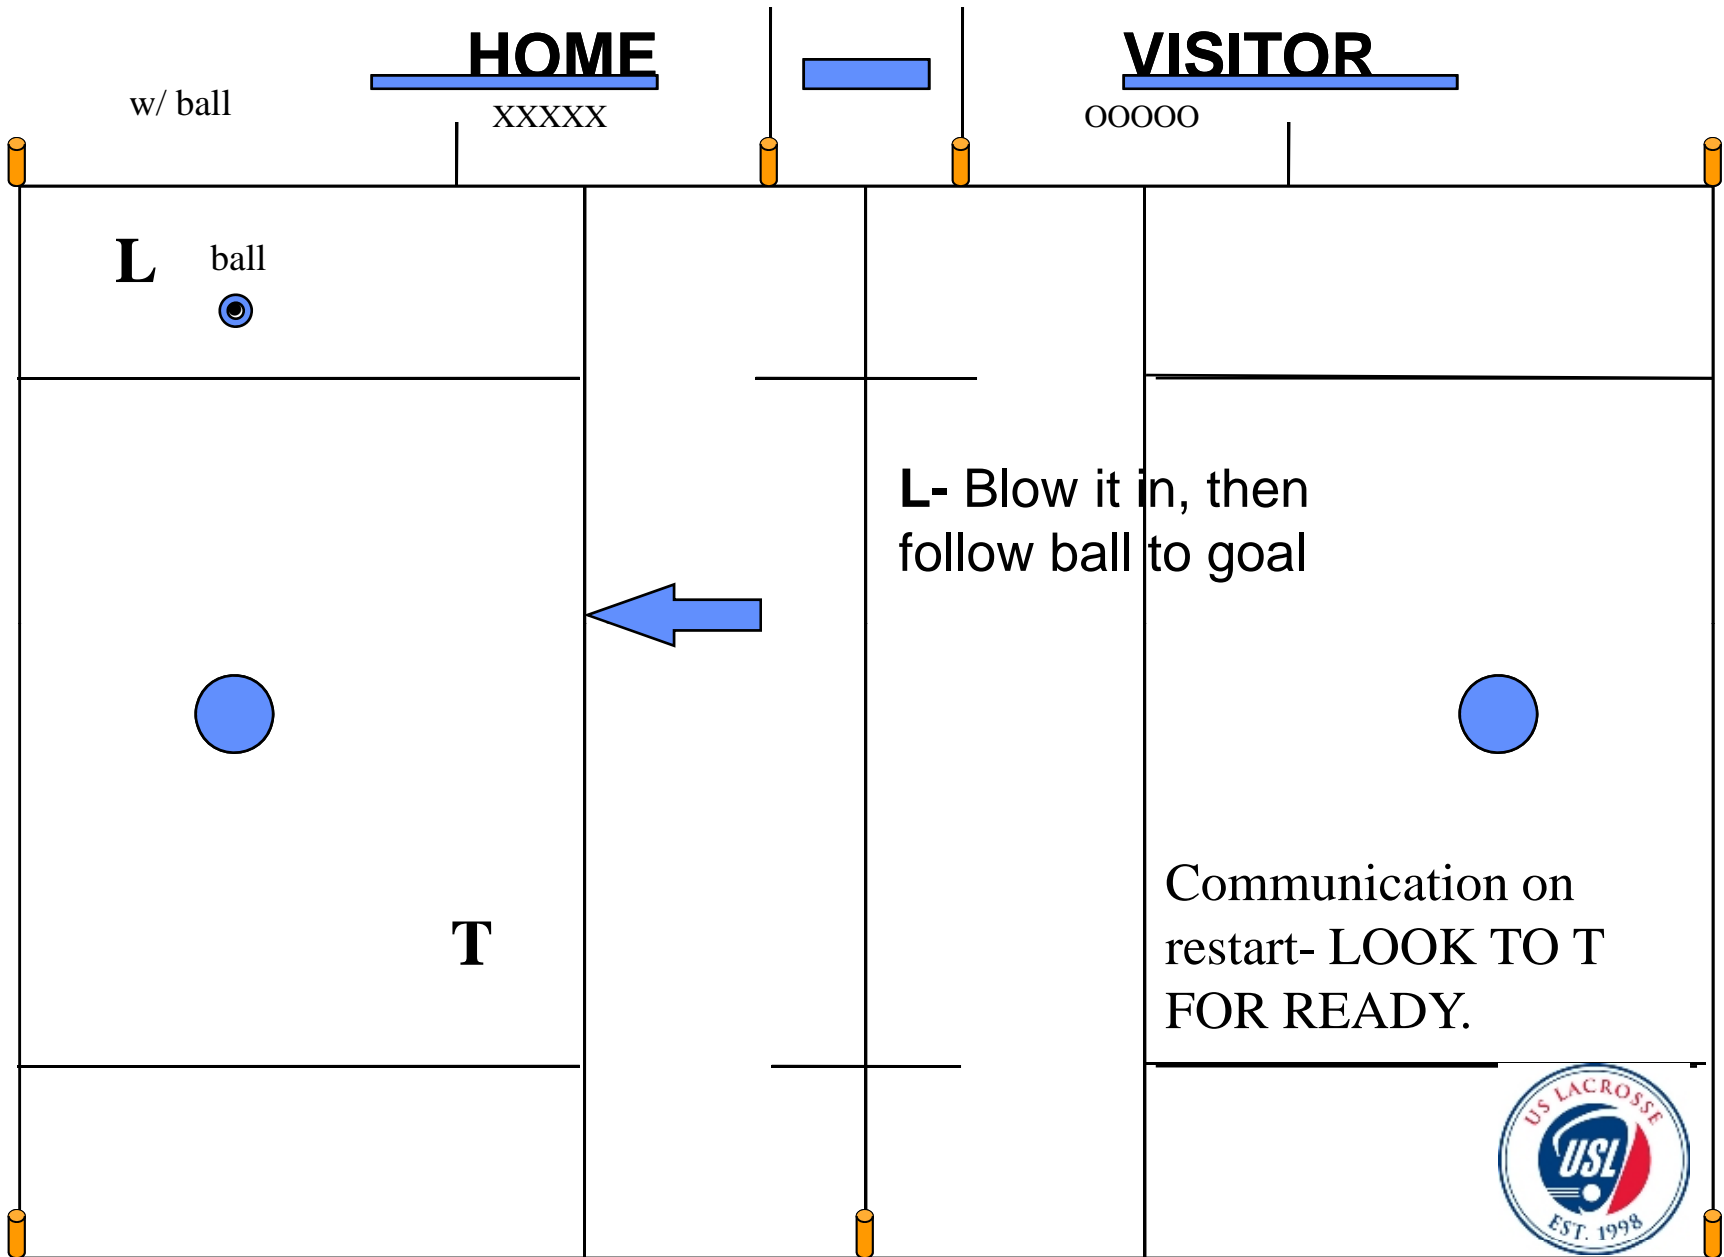 HOME
VISITOR
w/ ball
XXXXX
OOOOO
L
ball
L- Blow it in, then
follow ball to goal
T
Communication on
restart- LOOK TO T
FOR READY.
US LACROSSE
USL
EST. 1998